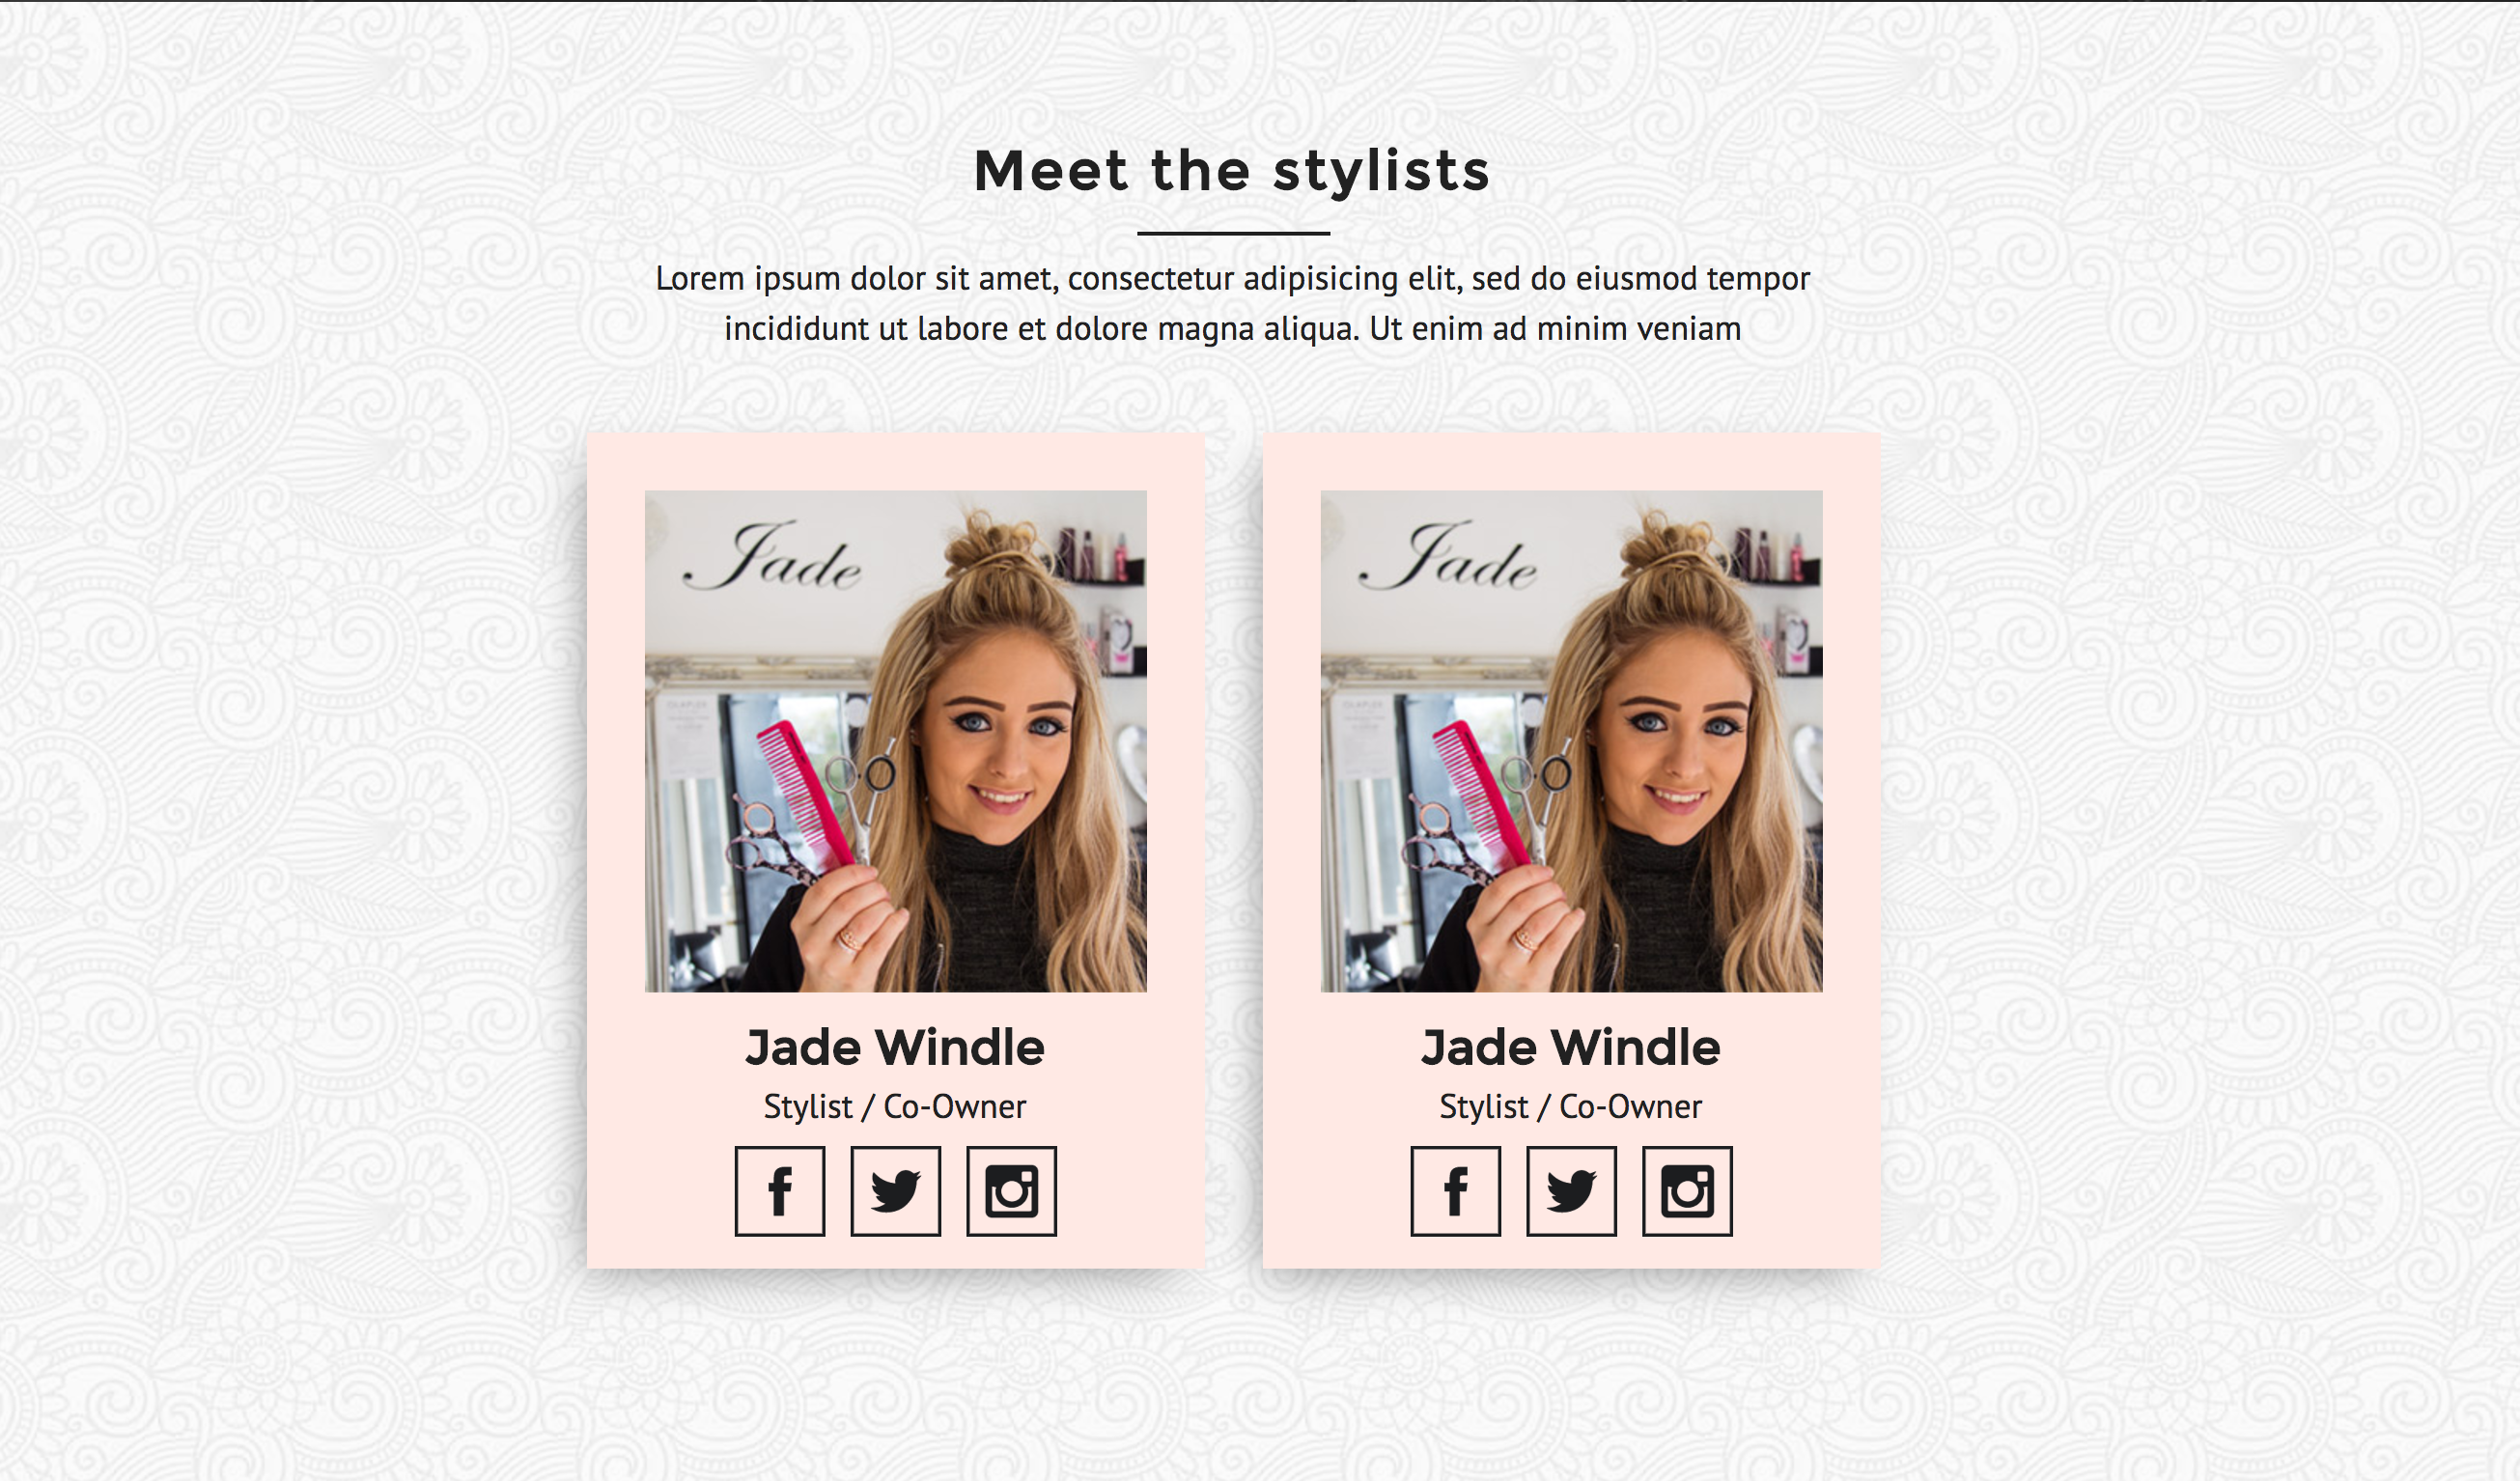 Meet the stylists
Lorem ipsum dolor sit amet, consectetur adipisicing elit, sed do eiusmod tempor
incididunt ut labore et dolore magna aliqua. Ut enim ad minim veniam
Jade
Jade Windle
Stylist / Co-Owner
Jade
Jade Windle
Stylist / Co-Owner